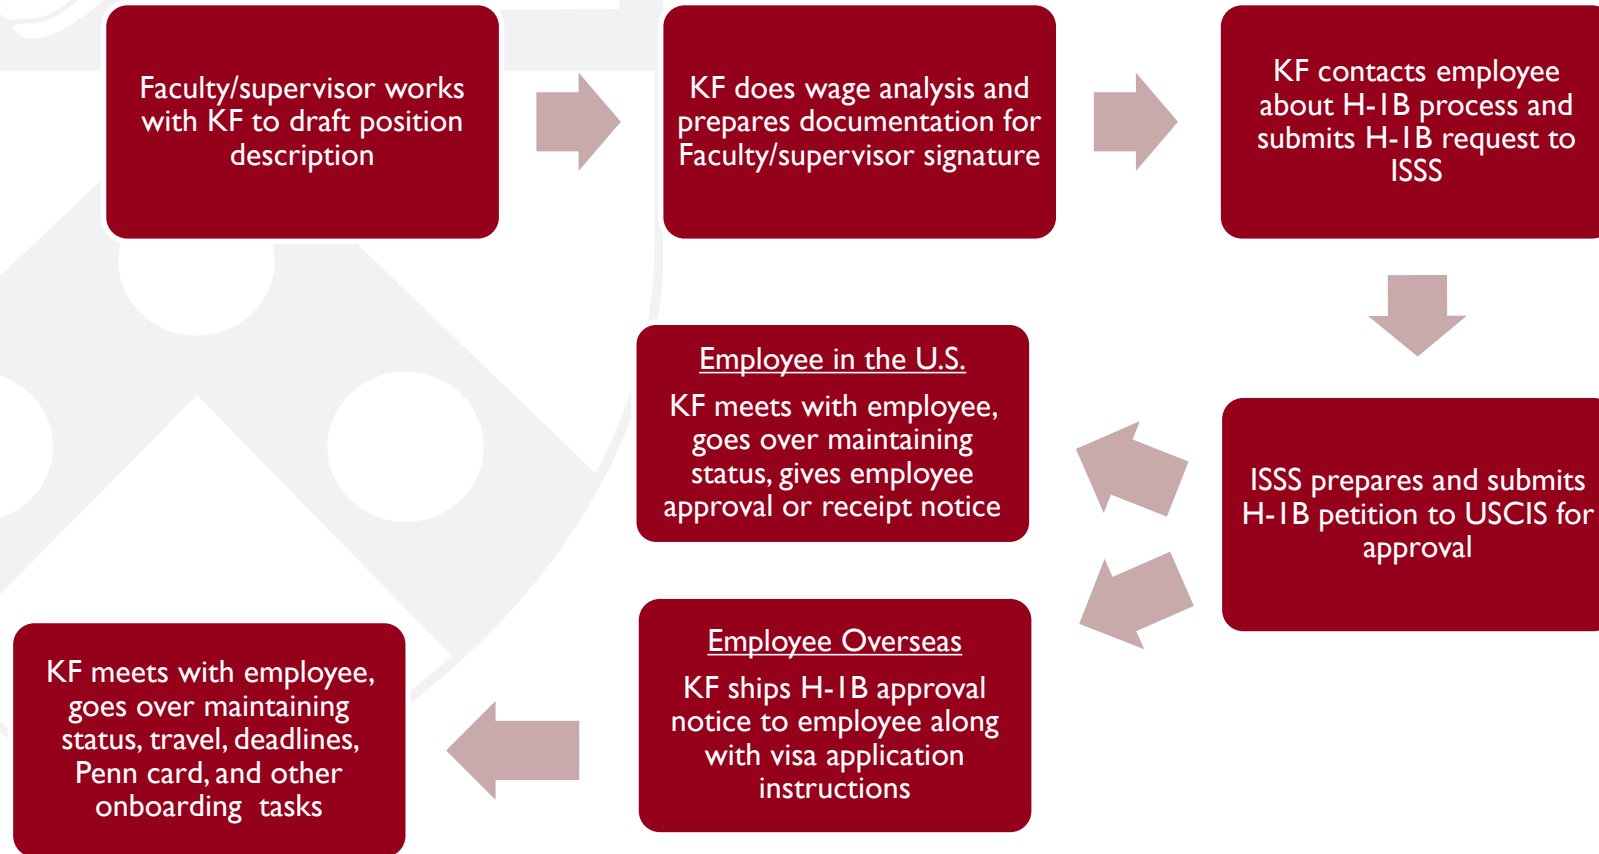 Faculty/supervisor works
with KF to draft position
description
KF does wage analysis and
prepares documentation for
Faculty/supervisor signature
KF contacts employee
about H-1B process and
submits H-1B request to
ISSS
ISSS prepares and submits
H-1B petition to USCIS for
approval
Employee in the U.S.
KF meets with employee,
goes over maintaining
status, gives employee
approval or receipt notice
Employee Overseas
KF ships H-1B approval
notice to employee along
with visa application
instructions
KF meets with employee,
goes over maintaining
status, travel, deadlines,
Penn card, and other
onboarding tasks